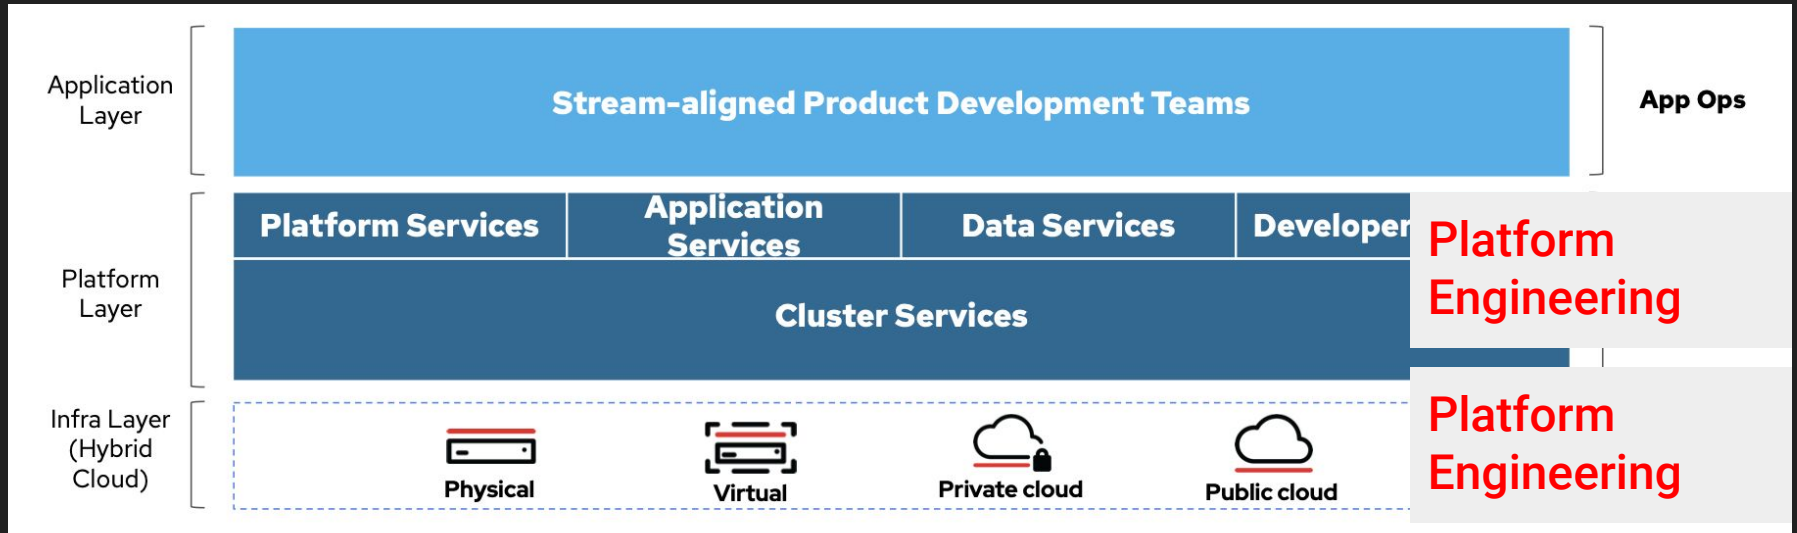 Application
Layer
Stream-aligned Product Development Teams
App Ops
Platform
Layer
Platform Services
Application
Services
Data Services
Developer
Cluster Services
Platform
Engineering
Infra Layer
(Hybrid
Cloud)
Physical
Virtual
Private cloud
Public cloud
Platform
Engineering